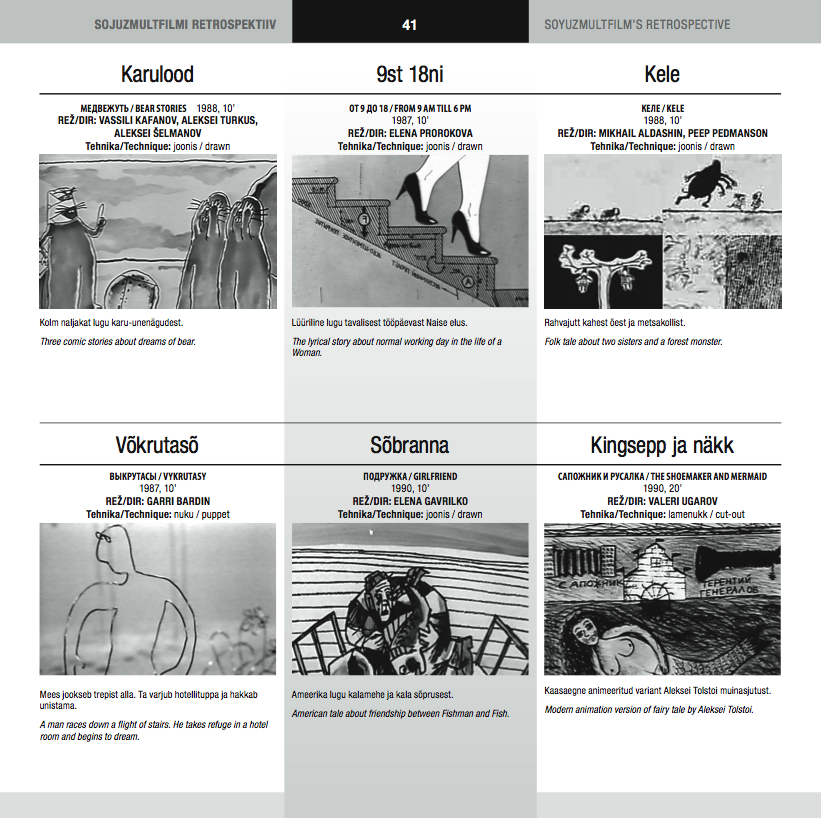 SOJUZMULTFILMI RETROSPEKTIIV
41
SOYUZMULTFILM'S RETROSPECTIVE
Karulood
МЕДВЕЖУТЬ / BEAR STORIES 1988, 10'
REŽ/DIR: VASSILI KAFANOV, ALEKSEI TURKUS,
ALEKSEI ŠELMANOV
Tehnika/Technique: joonis / drawn
Kolm naljakat lugu karu-unenägudest.
Three comic stories about dreams of bear.
9st 18ni
ОТ 9 ДО 18 / FROM 9 AM TILL 6 PM
1987, 10'
REŽ/DIR: ELENA PROROKOVA
Tehnika/Technique: joonis / drawn
Lüüriline lugu tavalisest tööpäevast Naise elus.
The lyrical story about normal working day in the life of a
Woman.
Kele
КЕЛЕ / KELE
1988, 10'
REŽ/DIR: MIKHAIL ALDASHIN, PEEP PEDMANSON
Tehnika/Technique: joonis / drawn
Rahvajutt kahest õest ja metsakollist.
Folk tale about two sisters and a forest monster.
Võkrutasõ
ВЫКРУТАСЫ / VYKRUTASY
1987, 10'
REŽ/DIR: GARRI BARDIN
Tehnika/Technique: nuku / puppet
Mees jookseb trepist alla. Ta varjub hotellituppa ja hakkab
unistama.
A man races down a flight of stairs. He takes refuge in a hotel
room and begins to dream.
Sõbranna
ПОДРУЖКА / GIRLFRIEND
1990, 10'
REŽ/DIR: ELENA GAVRILKO
Tehnika/Technique: joonis / drawn
Ameerika lugu kalamehe ja kala sõprusest.
American tale about friendship between Fishman and Fish.
Kingsepp ja näkk
САПОЖНИК И РУСАЛКА / THE SHOEMAKER AND MERMAID
1990, 20'
REŽ/DIR: VALERI UGAROV
Tehnika/Technique: lamenukk / cut-out
САПОЖНИК
ТЕРЕНТИЙ
ГЕНЕРАЛОВ
Kaasaegne animeeritud variant Aleksei Tolstoi muinasjutust.
Modern animation version of fairy tale by Aleksei Tolstoi.